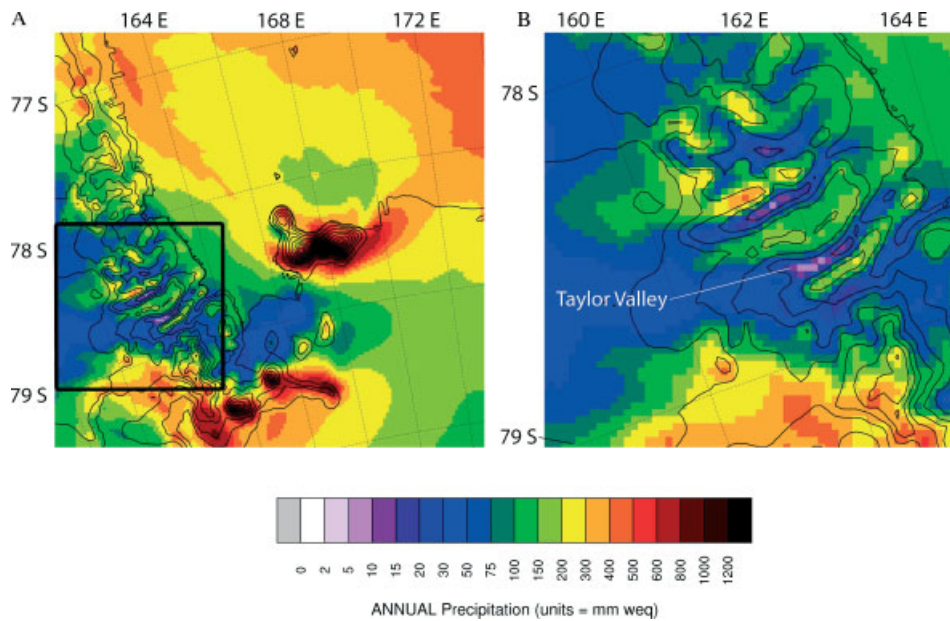 A
164 E 168 E 172 E
77 S
78 S
79 S
B
160 E 162 E 164 E
78 S
79 S
Taylor Valley
0 2 5 10 15 20 30 50 75 100 150 200 300 400 500 600 800 1000 1200
ANNUAL Precipitation (units = mm weq)